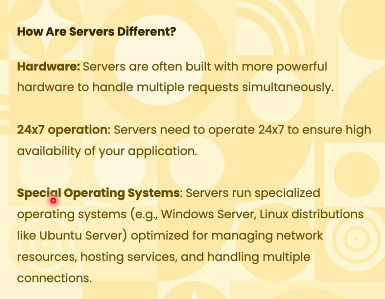 How Are Servers Different?
Hardware: Servers are often built with more powerful
hardware to handle multiple requests simultaneously.
24x7 operation: Servers need to operate 24x7 to ensure high
availability of your application.
Special Operating Systems: Servers run specialized
operating systems (e.g., Windows Server, Linux distributions
like Ubuntu Server) optimized for managing network
resources, hosting services, and handling multiple
connections.